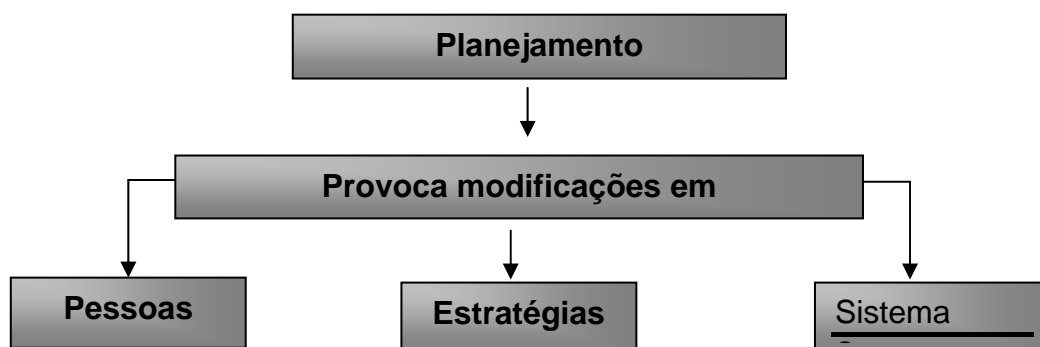 Planejamento
Provoca modificações em
Pessoas
Estratégias
Sistema